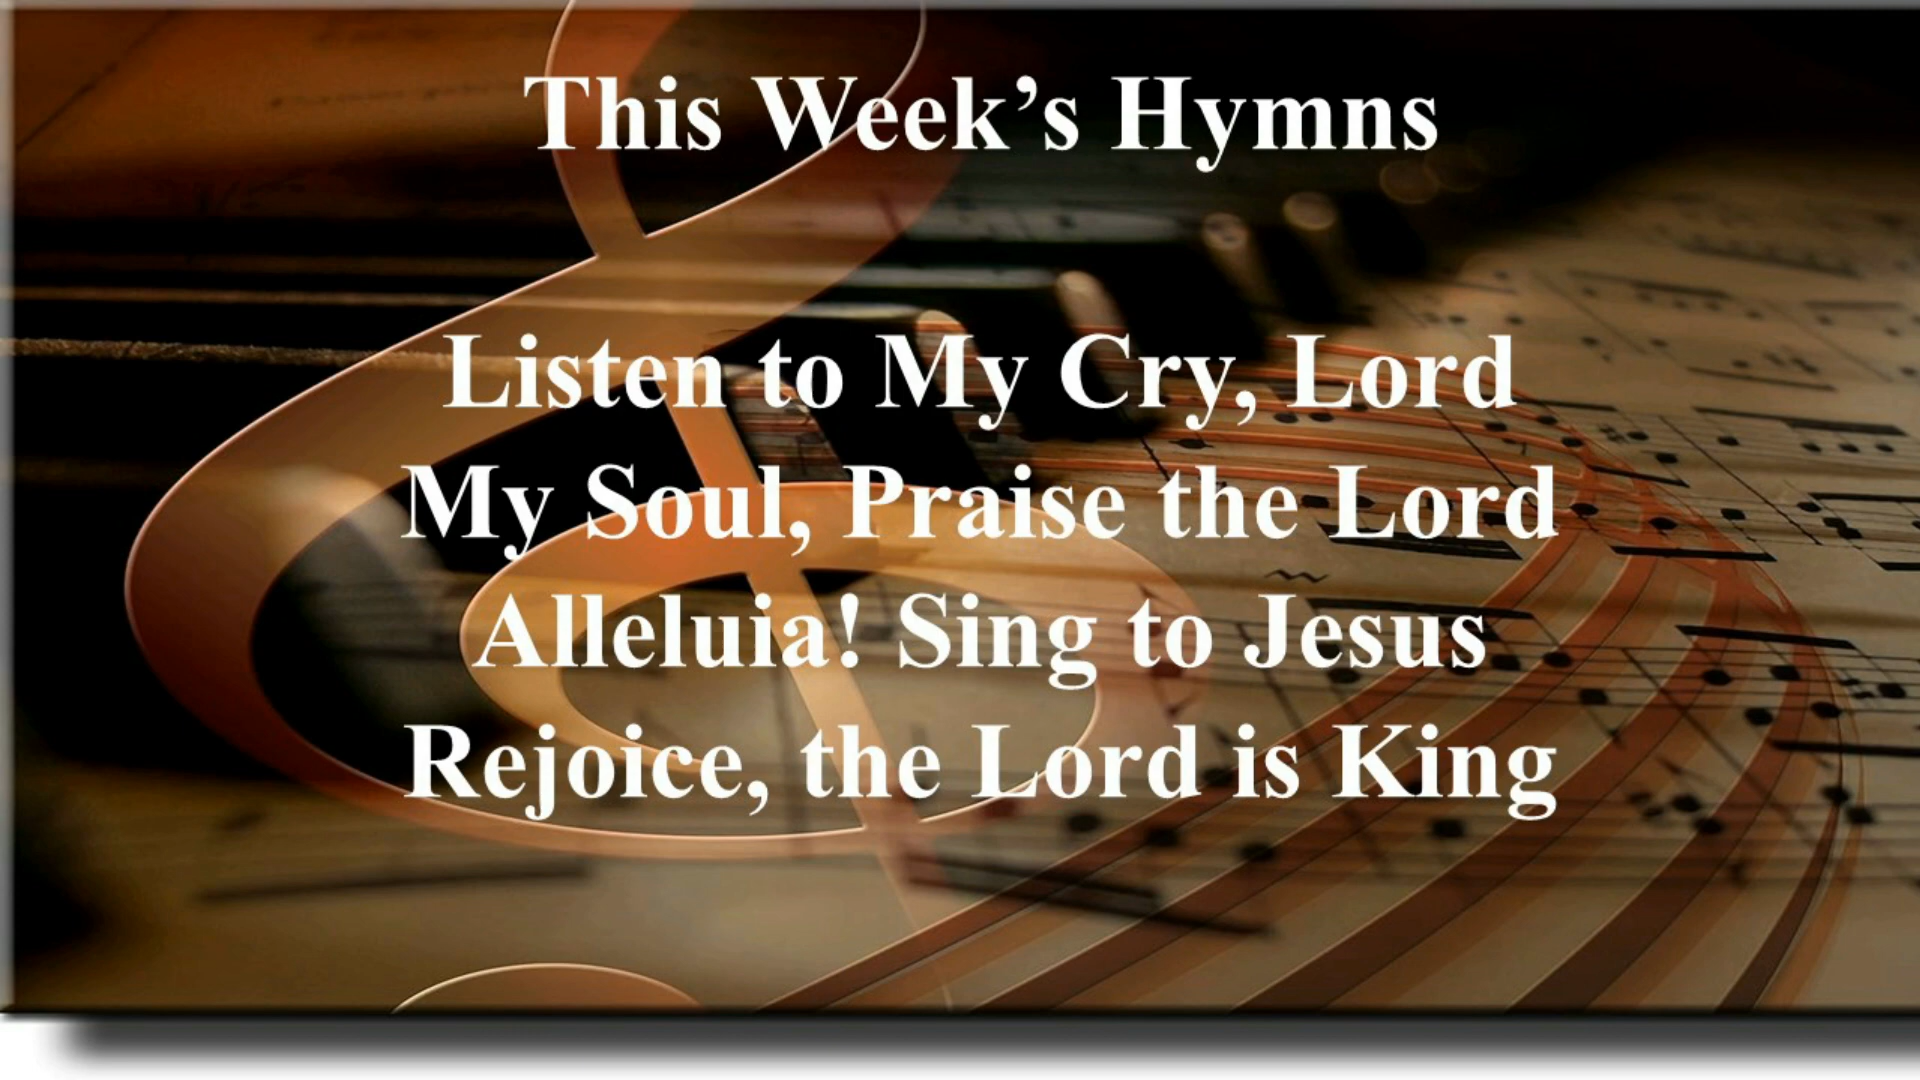 This Week’s Hymns
Listen to My Cry, Lord
My Soul, Praise the Lord
Alleluia! Sing to Jesus
Rejoice, the Lord is King